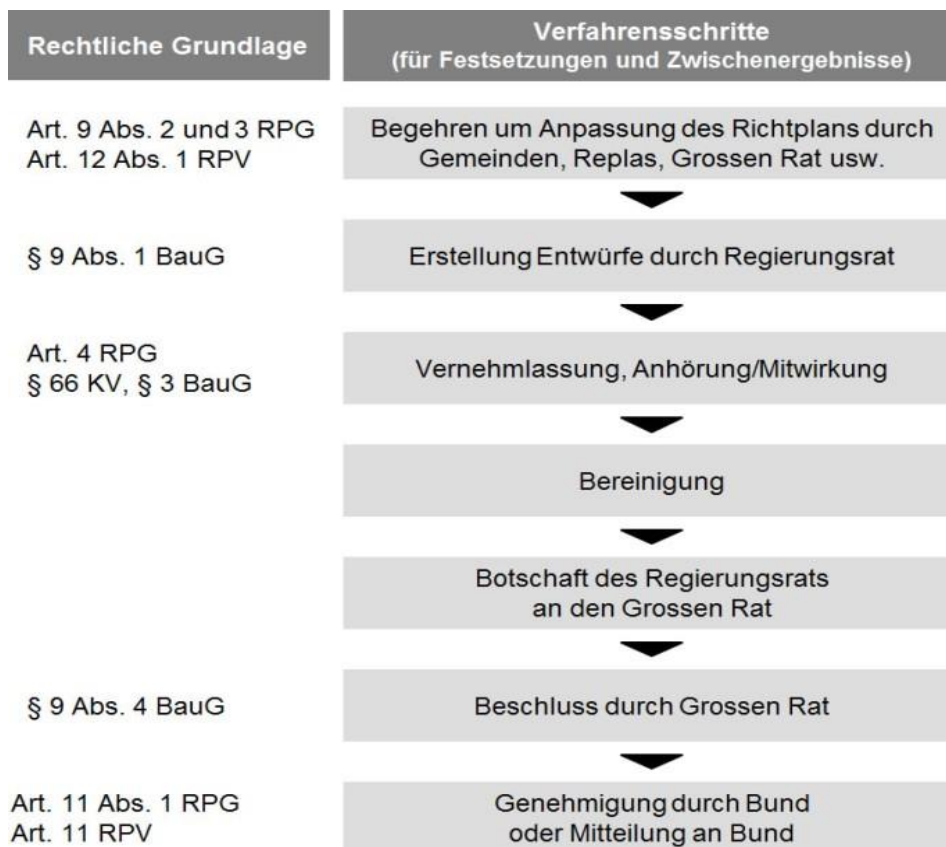 Rechtliche Grundlage
Verfahrensschritte
(für Festsetzungen und Zwischenergebnisse)
Art. 9 Abs. 2 und 3 RPG
Art. 12 Abs. 1 RPV
Begehren um Anpassung des Richtplans durch
Gemeinden, Replas, Grossen Rat usw.
§ 9 Abs. 1 BauG
Erstellung Entwürfe durch Regierungsrat
Art. 4 RPG
§ 66 KV, § 3 BauG
Vernehmlassung, Anhörung/Mitwirkung
Bereinigung
Botschaft des Regierungsrats
an den Grossen Rat
§ 9 Abs. 4 BauG
Beschluss durch Grossen Rat
Art. 11 Abs. 1 RPG
Art. 11 RPV
Genehmigung durch Bund
oder Mitteilung an Bund